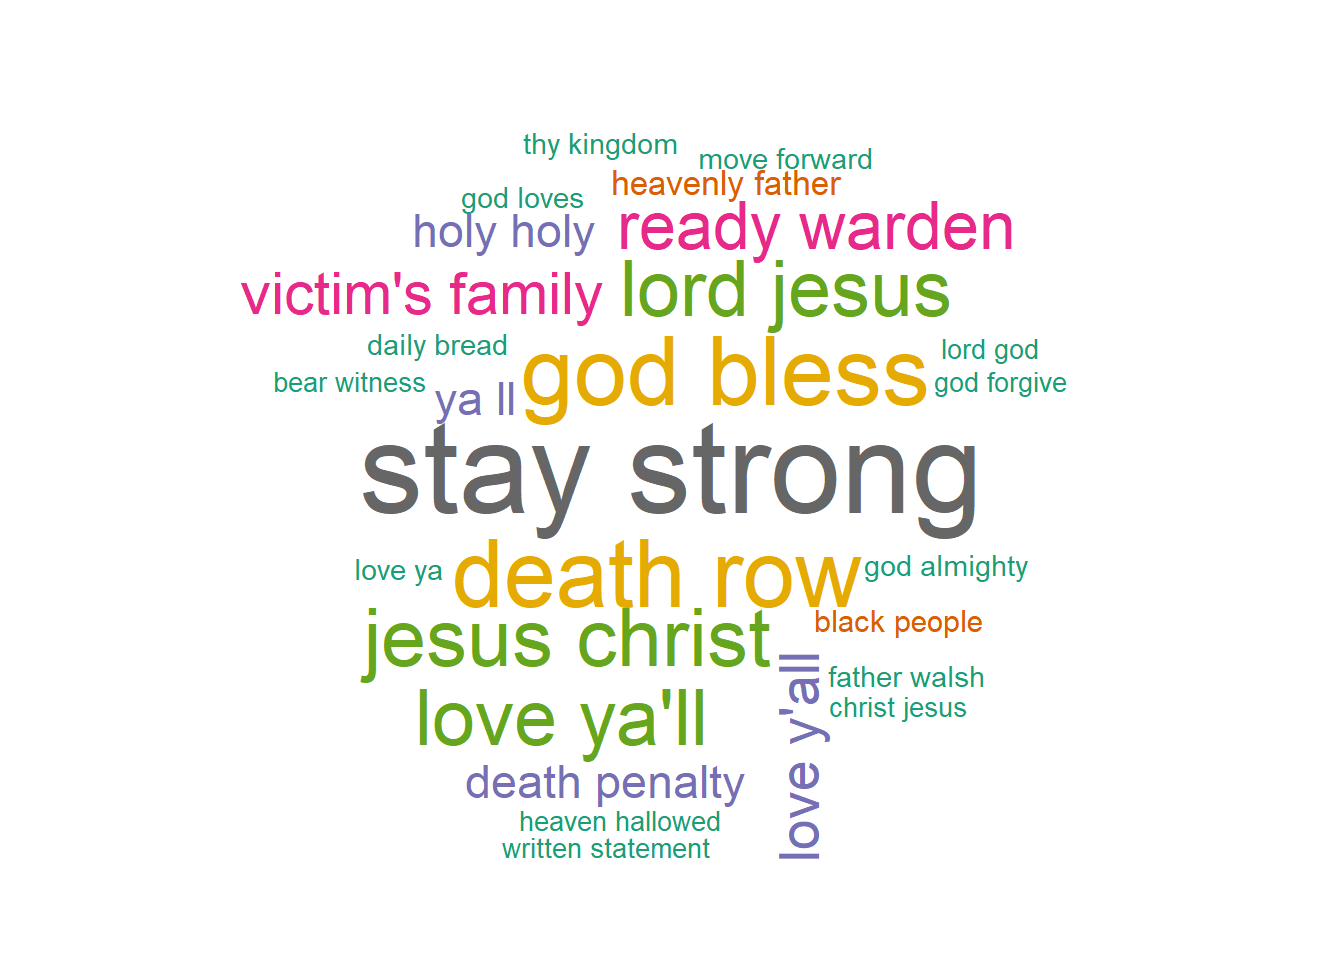 thy kingdom
move forward
heavenly father
god loves
holy holy
ready warden
victim's family
lord jesus
daily bread
god bless
lord god
bear witness
ya ll
god forgive
stay strong
love ya
death row
god almighty
jesus christ
black people
love y'all
father walsh
christ jesus
love ya'll
death penalty
heaven hallowed
written statement